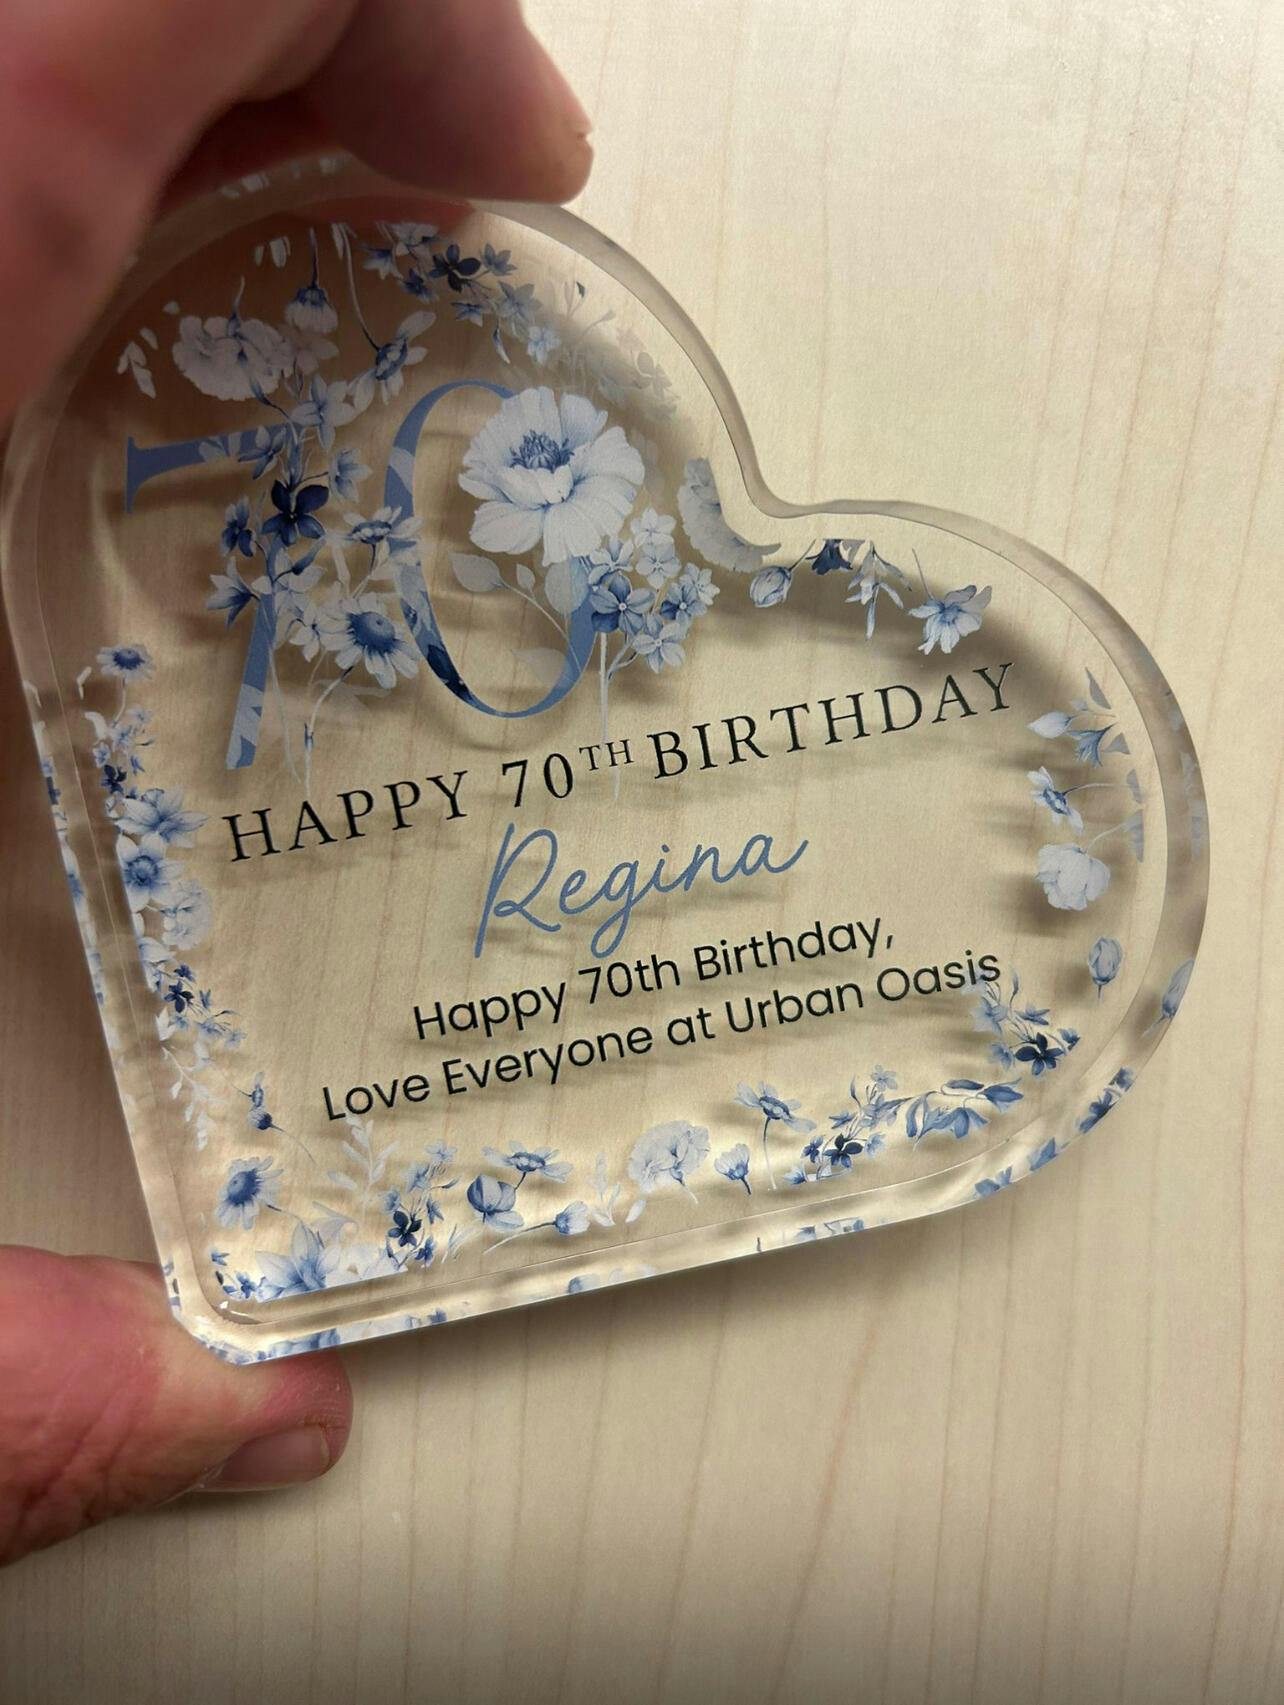 70
HAPPY 70TH BIRTHDAY
Regina
Happy 70th Birthday,
Love Everyone at Urban Oasis